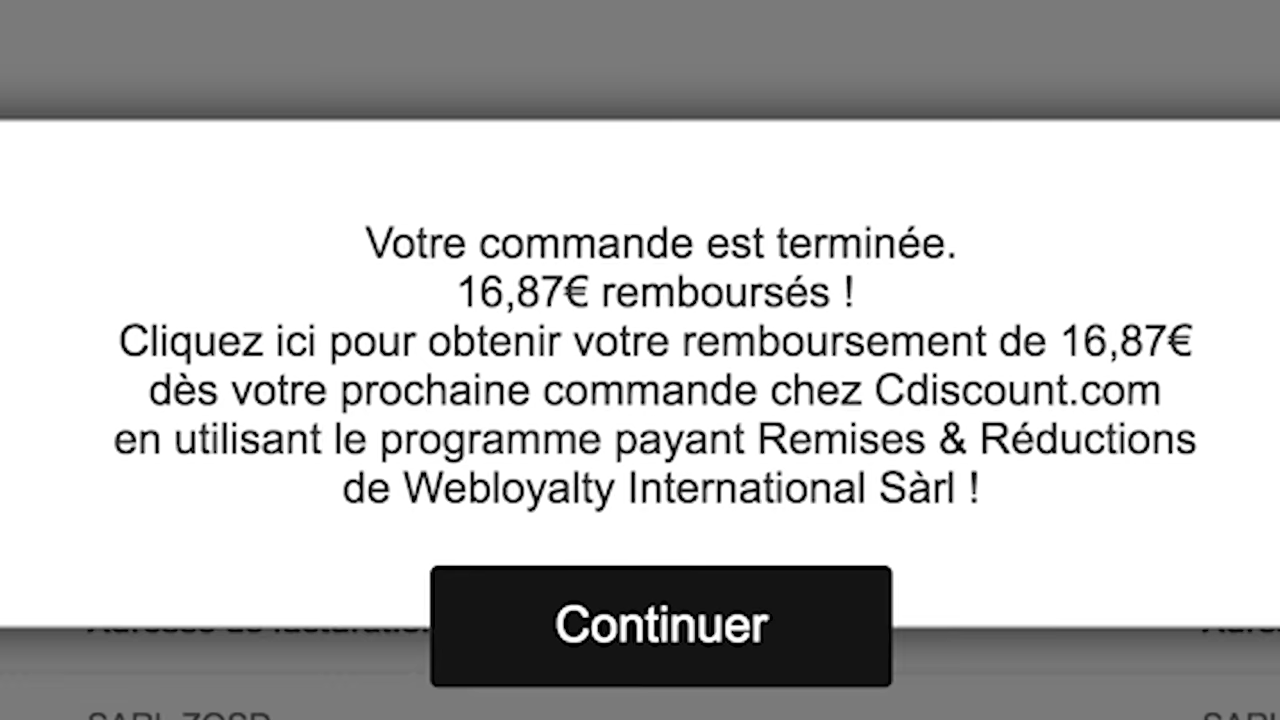 Votre commande est terminée.
16,87€ remboursés !
Cliquez ici pour obtenir votre remboursement de 16,87€
dès votre prochaine commande chez Cdiscount.com
en utilisant le programme payant Remises & Réductions
de Webloyalty International Sàrl !
Continuer